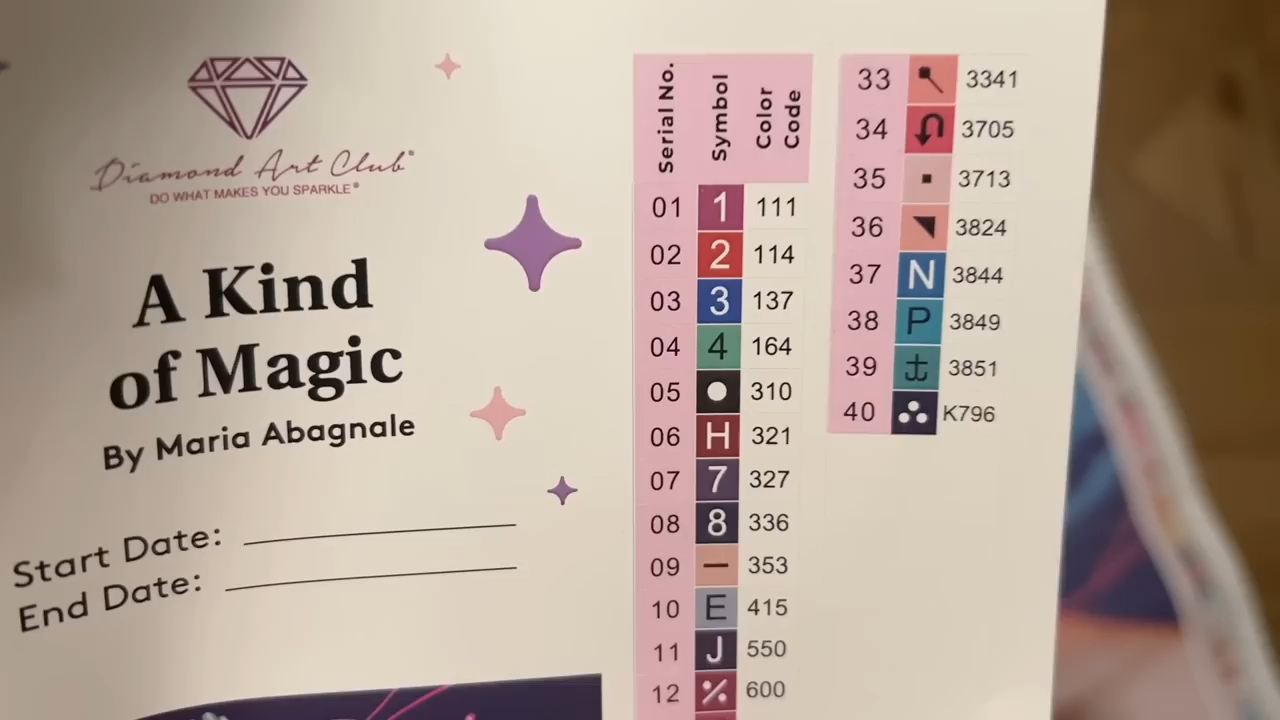 Diamond Art Club®
DO WHAT MAKES YOU SPARKLE®
A Kind
of Magic
By Maria Abagnale
Start Date:
End Date:
Serial No. Symbol Color Code
01 1 111
02 2 114
03 3 137
04 4 164
05 310
06 H 321
07 7 327
08 8 336
09 353
10 E 415
11 J 550
12 ٪ 600
33 3341
34 3705
35 3713
36 3824
37 N 3844
38 P 3849
39 3851
40 K796